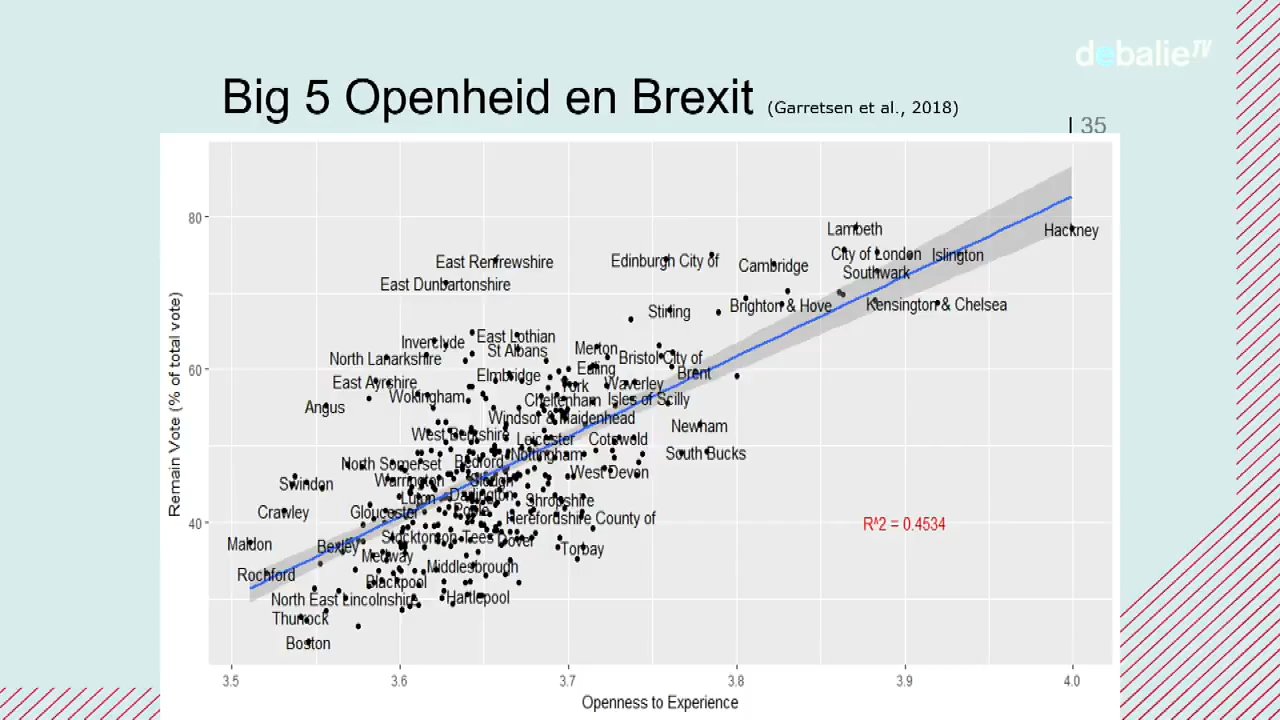 debalie TV
Big 5 Openheid en Brexit (Garretsen et al., 2018)
35
Remain Vote (% of total vote)
80
60
40
Lambeth
Hackney
City of London
Islington
East Renfrewshire
Edinburgh City of
Cambridge
Southwark
East Dunbartonshire
Stirling
Brighton & Hove
Kensington & Chelsea
East Lothian
Inverclyde
St Albans
Merton
North Lanarkshire
Bristol City of
Ealing
Brent
East Ayrshire
Elmbridge
York
Waverley
Wokingham
Cheltenham
Isles of Scilly
Angus
Windsor & Maidenhead
Newham
West Berkshire
Leicester
Cotswold
Nottingham
South Bucks
North Somerset
Bedford
West Devon
Swindon
Warrington
Slough
Luton
Darlington
Shropshire
Crawley
Gloucester
Poole
Herefordshire County of
R^2 = 0.4534
Maldon
Bexley
Stockton-on-Tees
Dover
Torbay
Medway
Rochford
Middlesbrough
Blackpool
North East Lincolnshire
Hartlepool
Thurrock
Boston
3.5
3.6
3.7
3.8
3.9
4.0
Openness to Experience